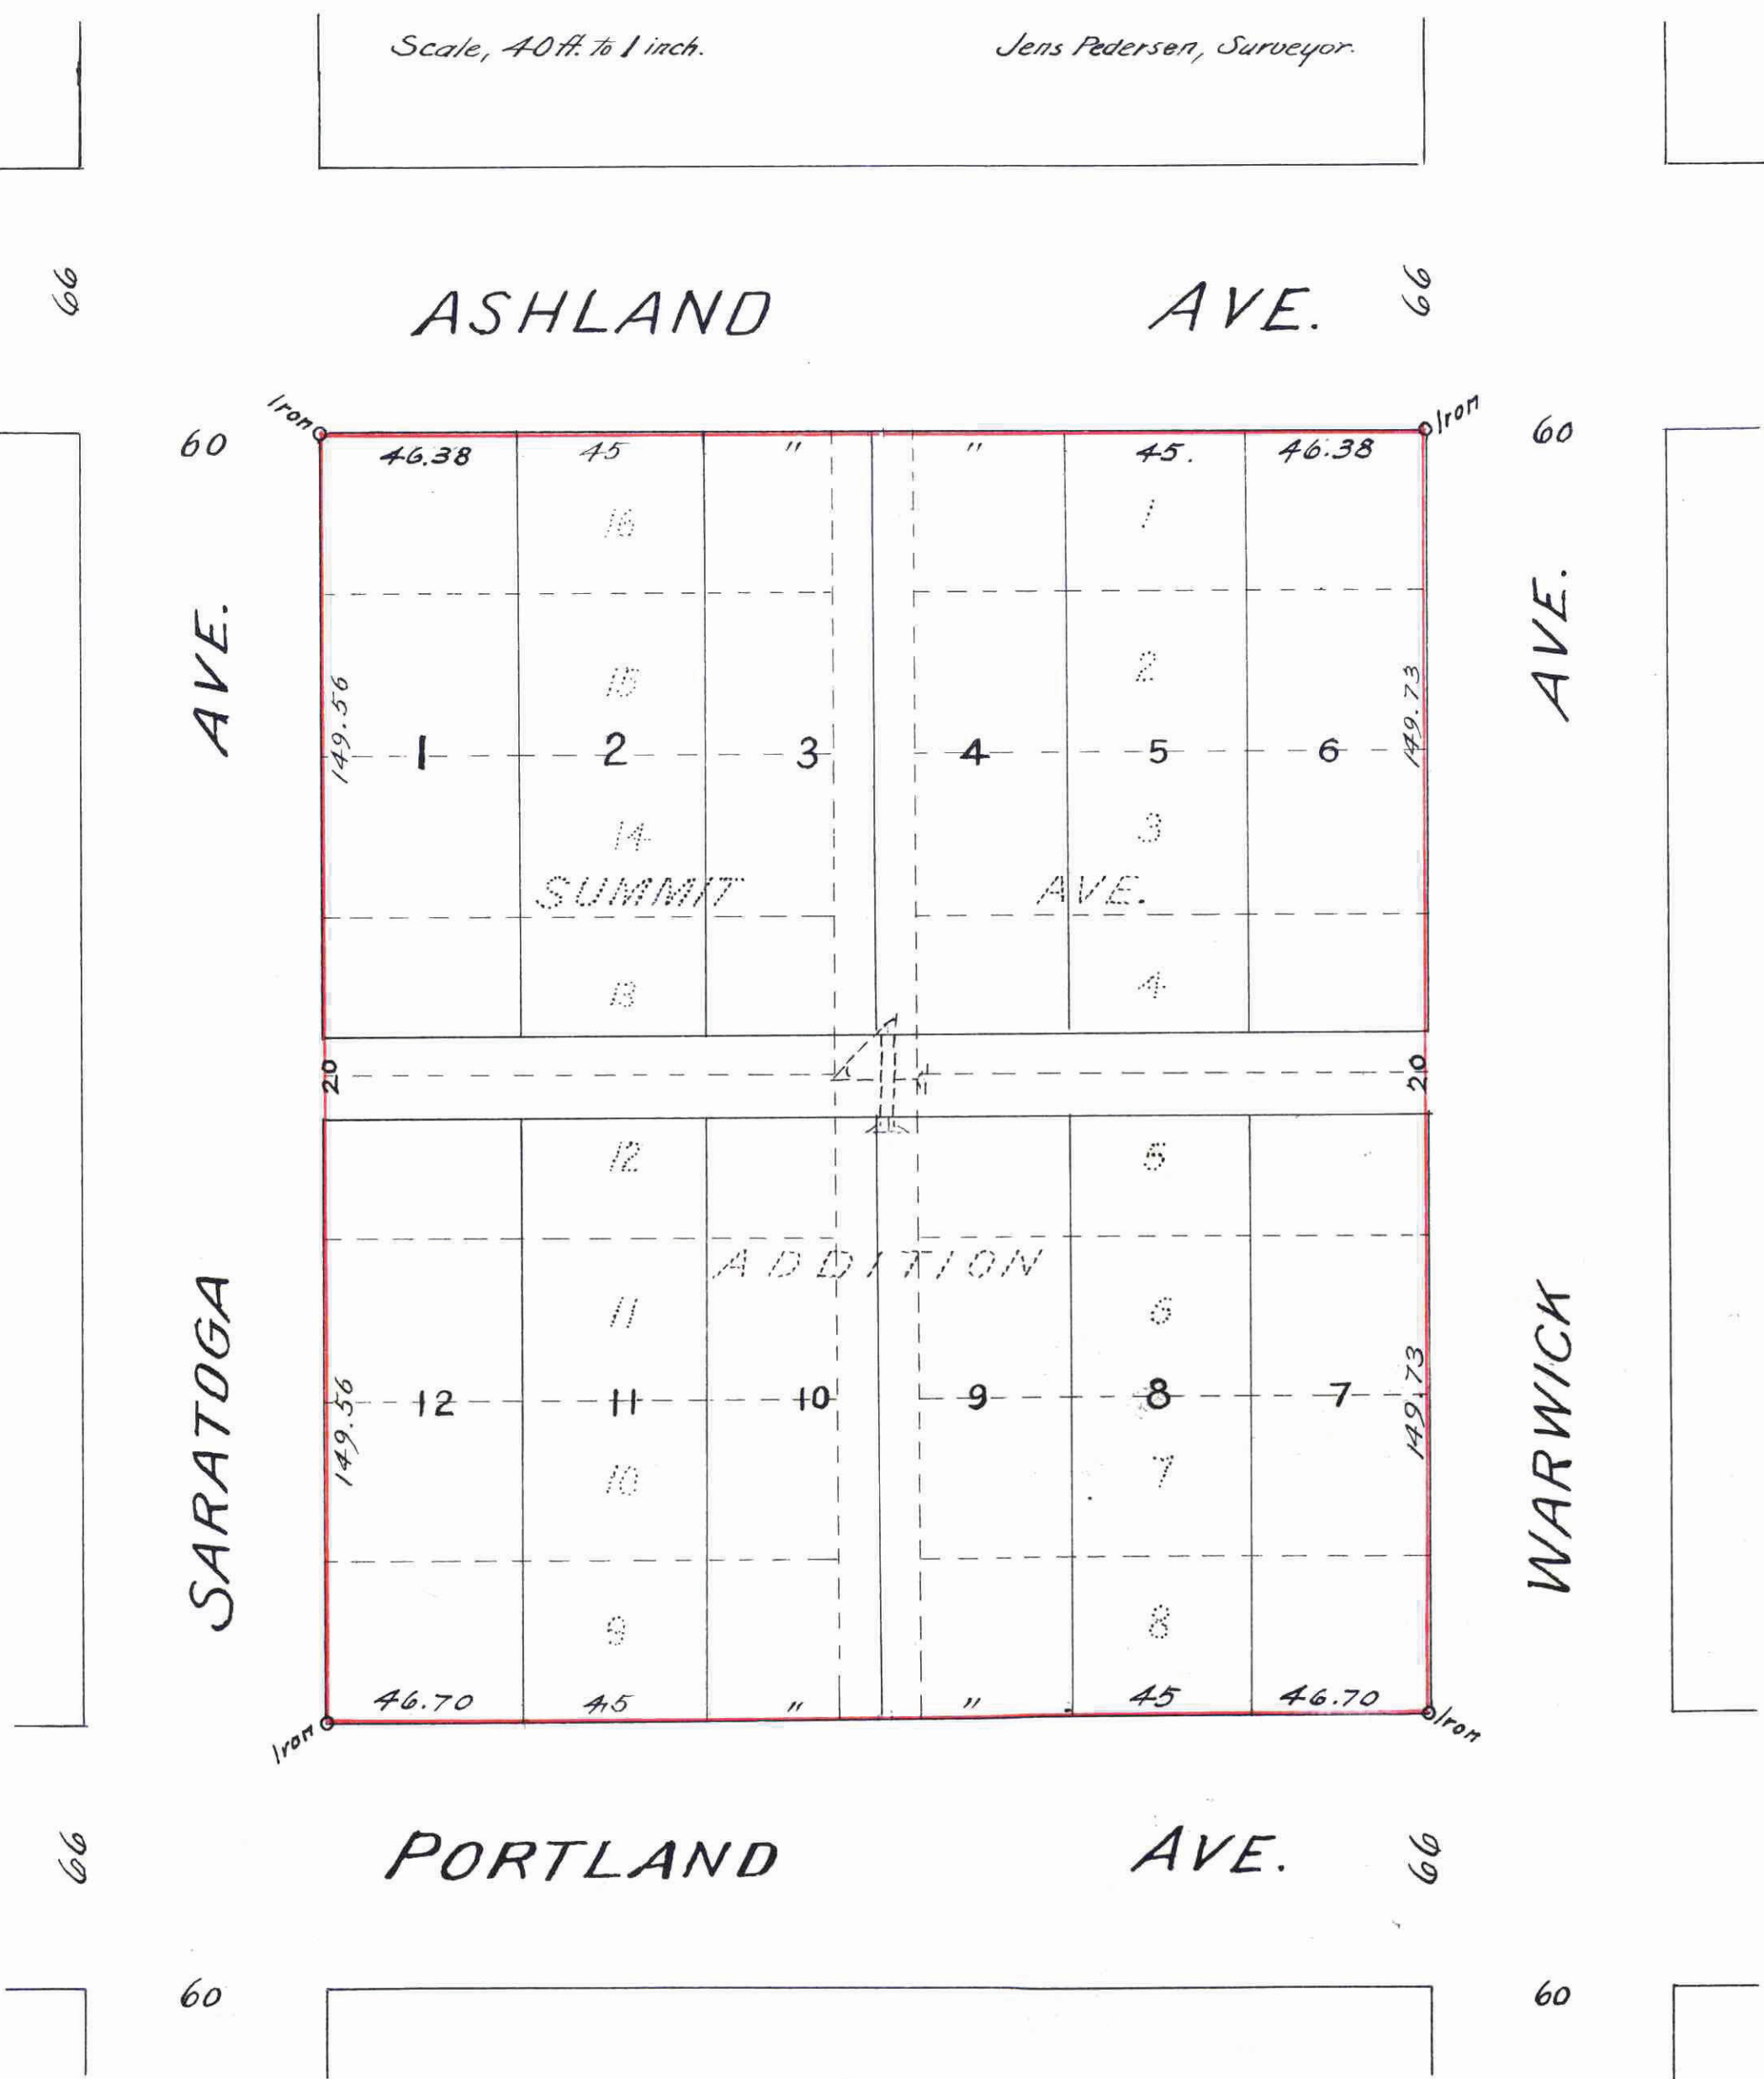 Scale, 40 ft. to 1 inch. Jens Pedersen, Surveyor.
66 66
ASHLAND AVE.
Iron Iron
60 60
46.38 45 " " 45. 46.38
16 1
15 2
149.56 149.73
1 2 3 4 5 6
14 3
SUMMIT AVE.
13 4
20 4 20
12 5
ADDITION
11 6
12 11 10 9 8 7
149.56 149.73
10 7
9 8
46.70 45 " " 45 46.70
Iron Iron
SARATOGA AVE.
WARWICK AVE.
66 66
PORTLAND AVE.
60 60